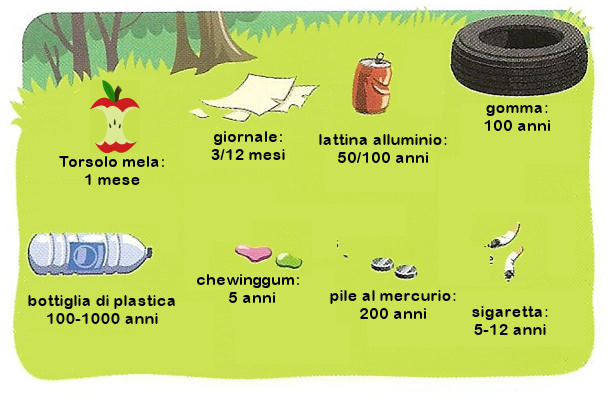 Torsolo mela:
1 mese
giornale:
3/12 mesi
lattina alluminio:
50/100 anni
gomma:
100 anni
bottiglia di plastica
100-1000 anni
chewinggum:
5 anni
pile al mercurio:
200 anni
sigaretta:
5-12 anni